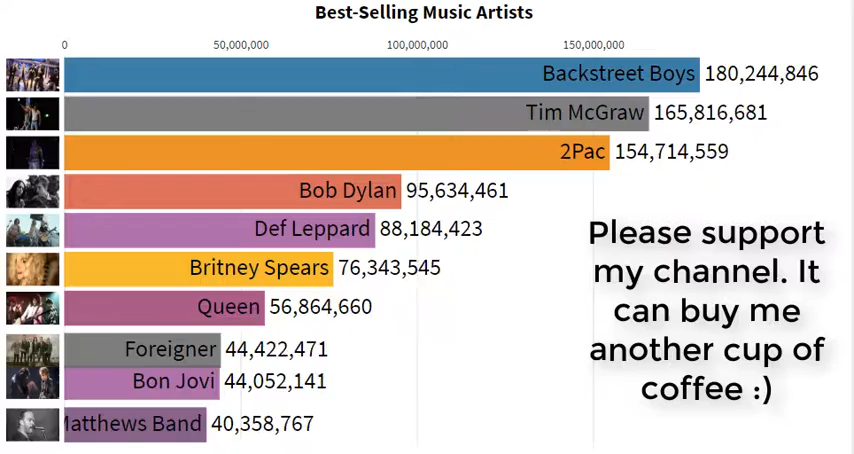 Best-Selling Music Artists
0 50,000,000 100,000,000 150,000,000
Backstreet Boys 180,244,846
Tim McGraw 165,816,681
2Pac 154,714,559
Bob Dylan 95,634,461
Def Leppard 88,184,423
Britney Spears 76,343,545
Queen 56,864,660
Foreigner 44,422,471
Bon Jovi 44,052,141
Matthews Band 40,358,767
Please support
my channel. It
can buy me
another cup of
coffee :)